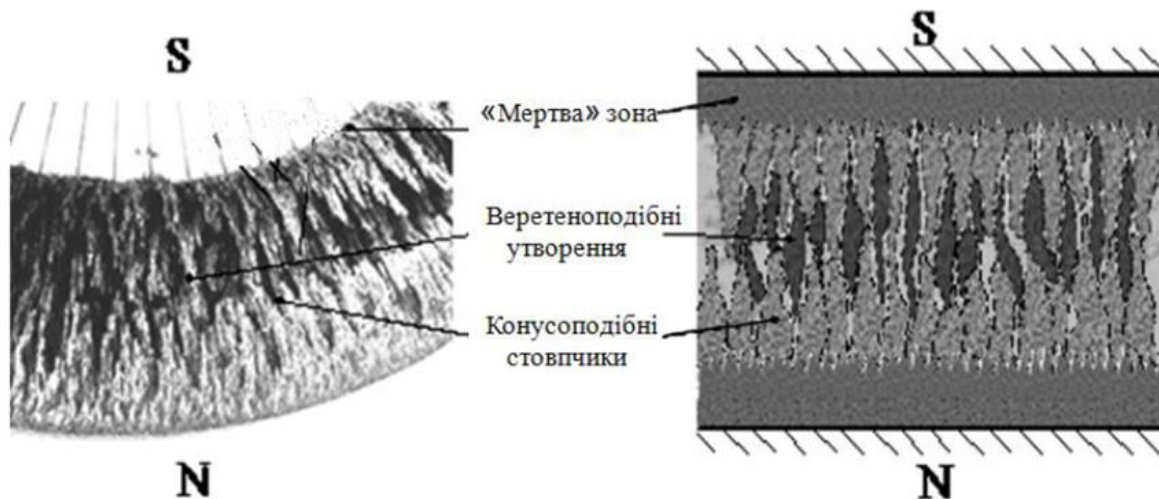 S
S
«Мертва» зона
Веретеноподібні
утворення
Конусоподібні
стовпчики
N
N